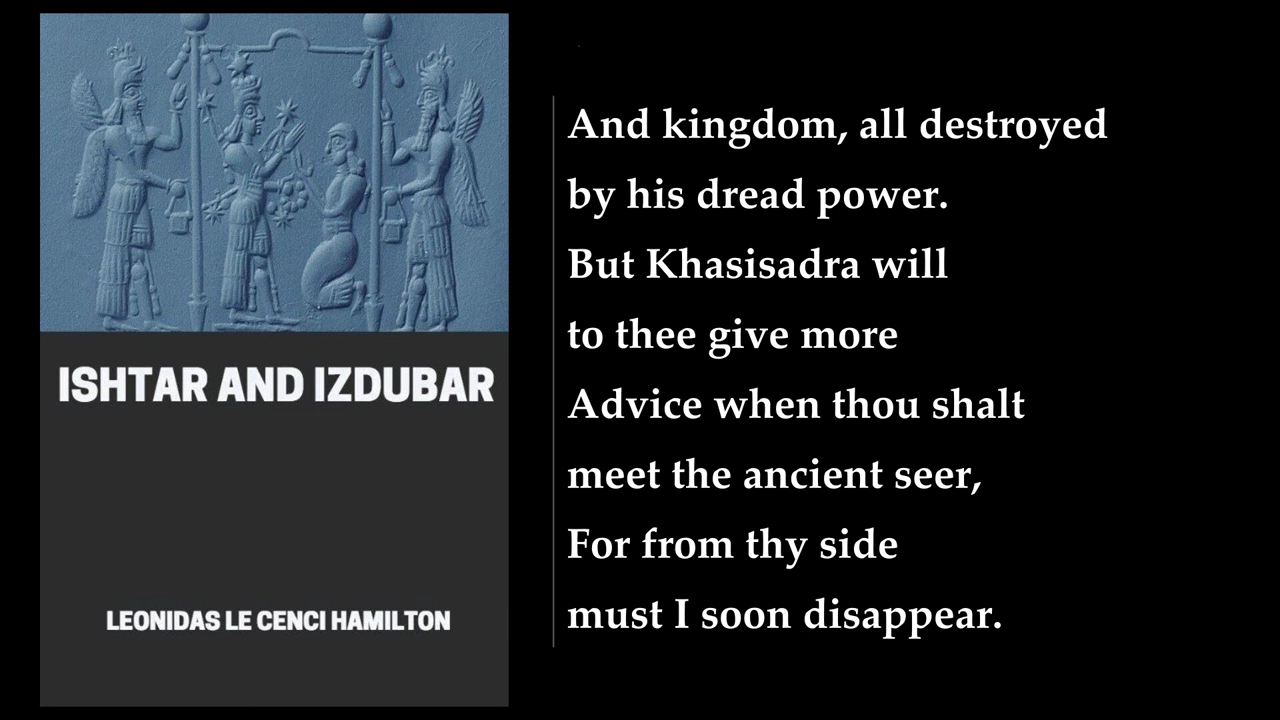 ISHTAR AND IZDUBAR
LEONIDAS LE CENCI HAMILTON
And kingdom, all destroyed
by his dread power.
But Khasisadra will
to thee give more
Advice when thou shalt
meet the ancient seer,
For from thy side
must I soon disappear.